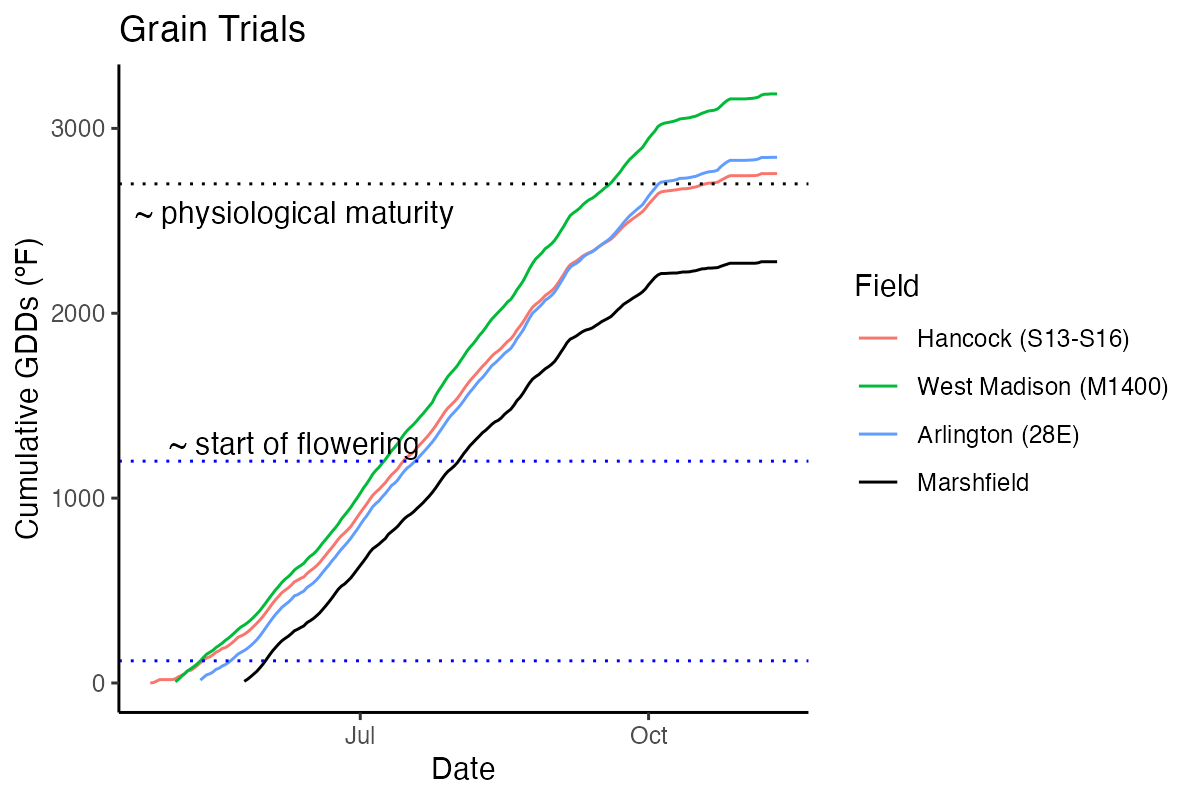 Grain Trials
Cumulative GDDs (°F)
3000
2000
1000
0
~ physiological maturity
~ start of flowering
Jul
Oct
Date
Field
Hancock (S13-S16)
West Madison (M1400)
Arlington (28E)
Marshfield